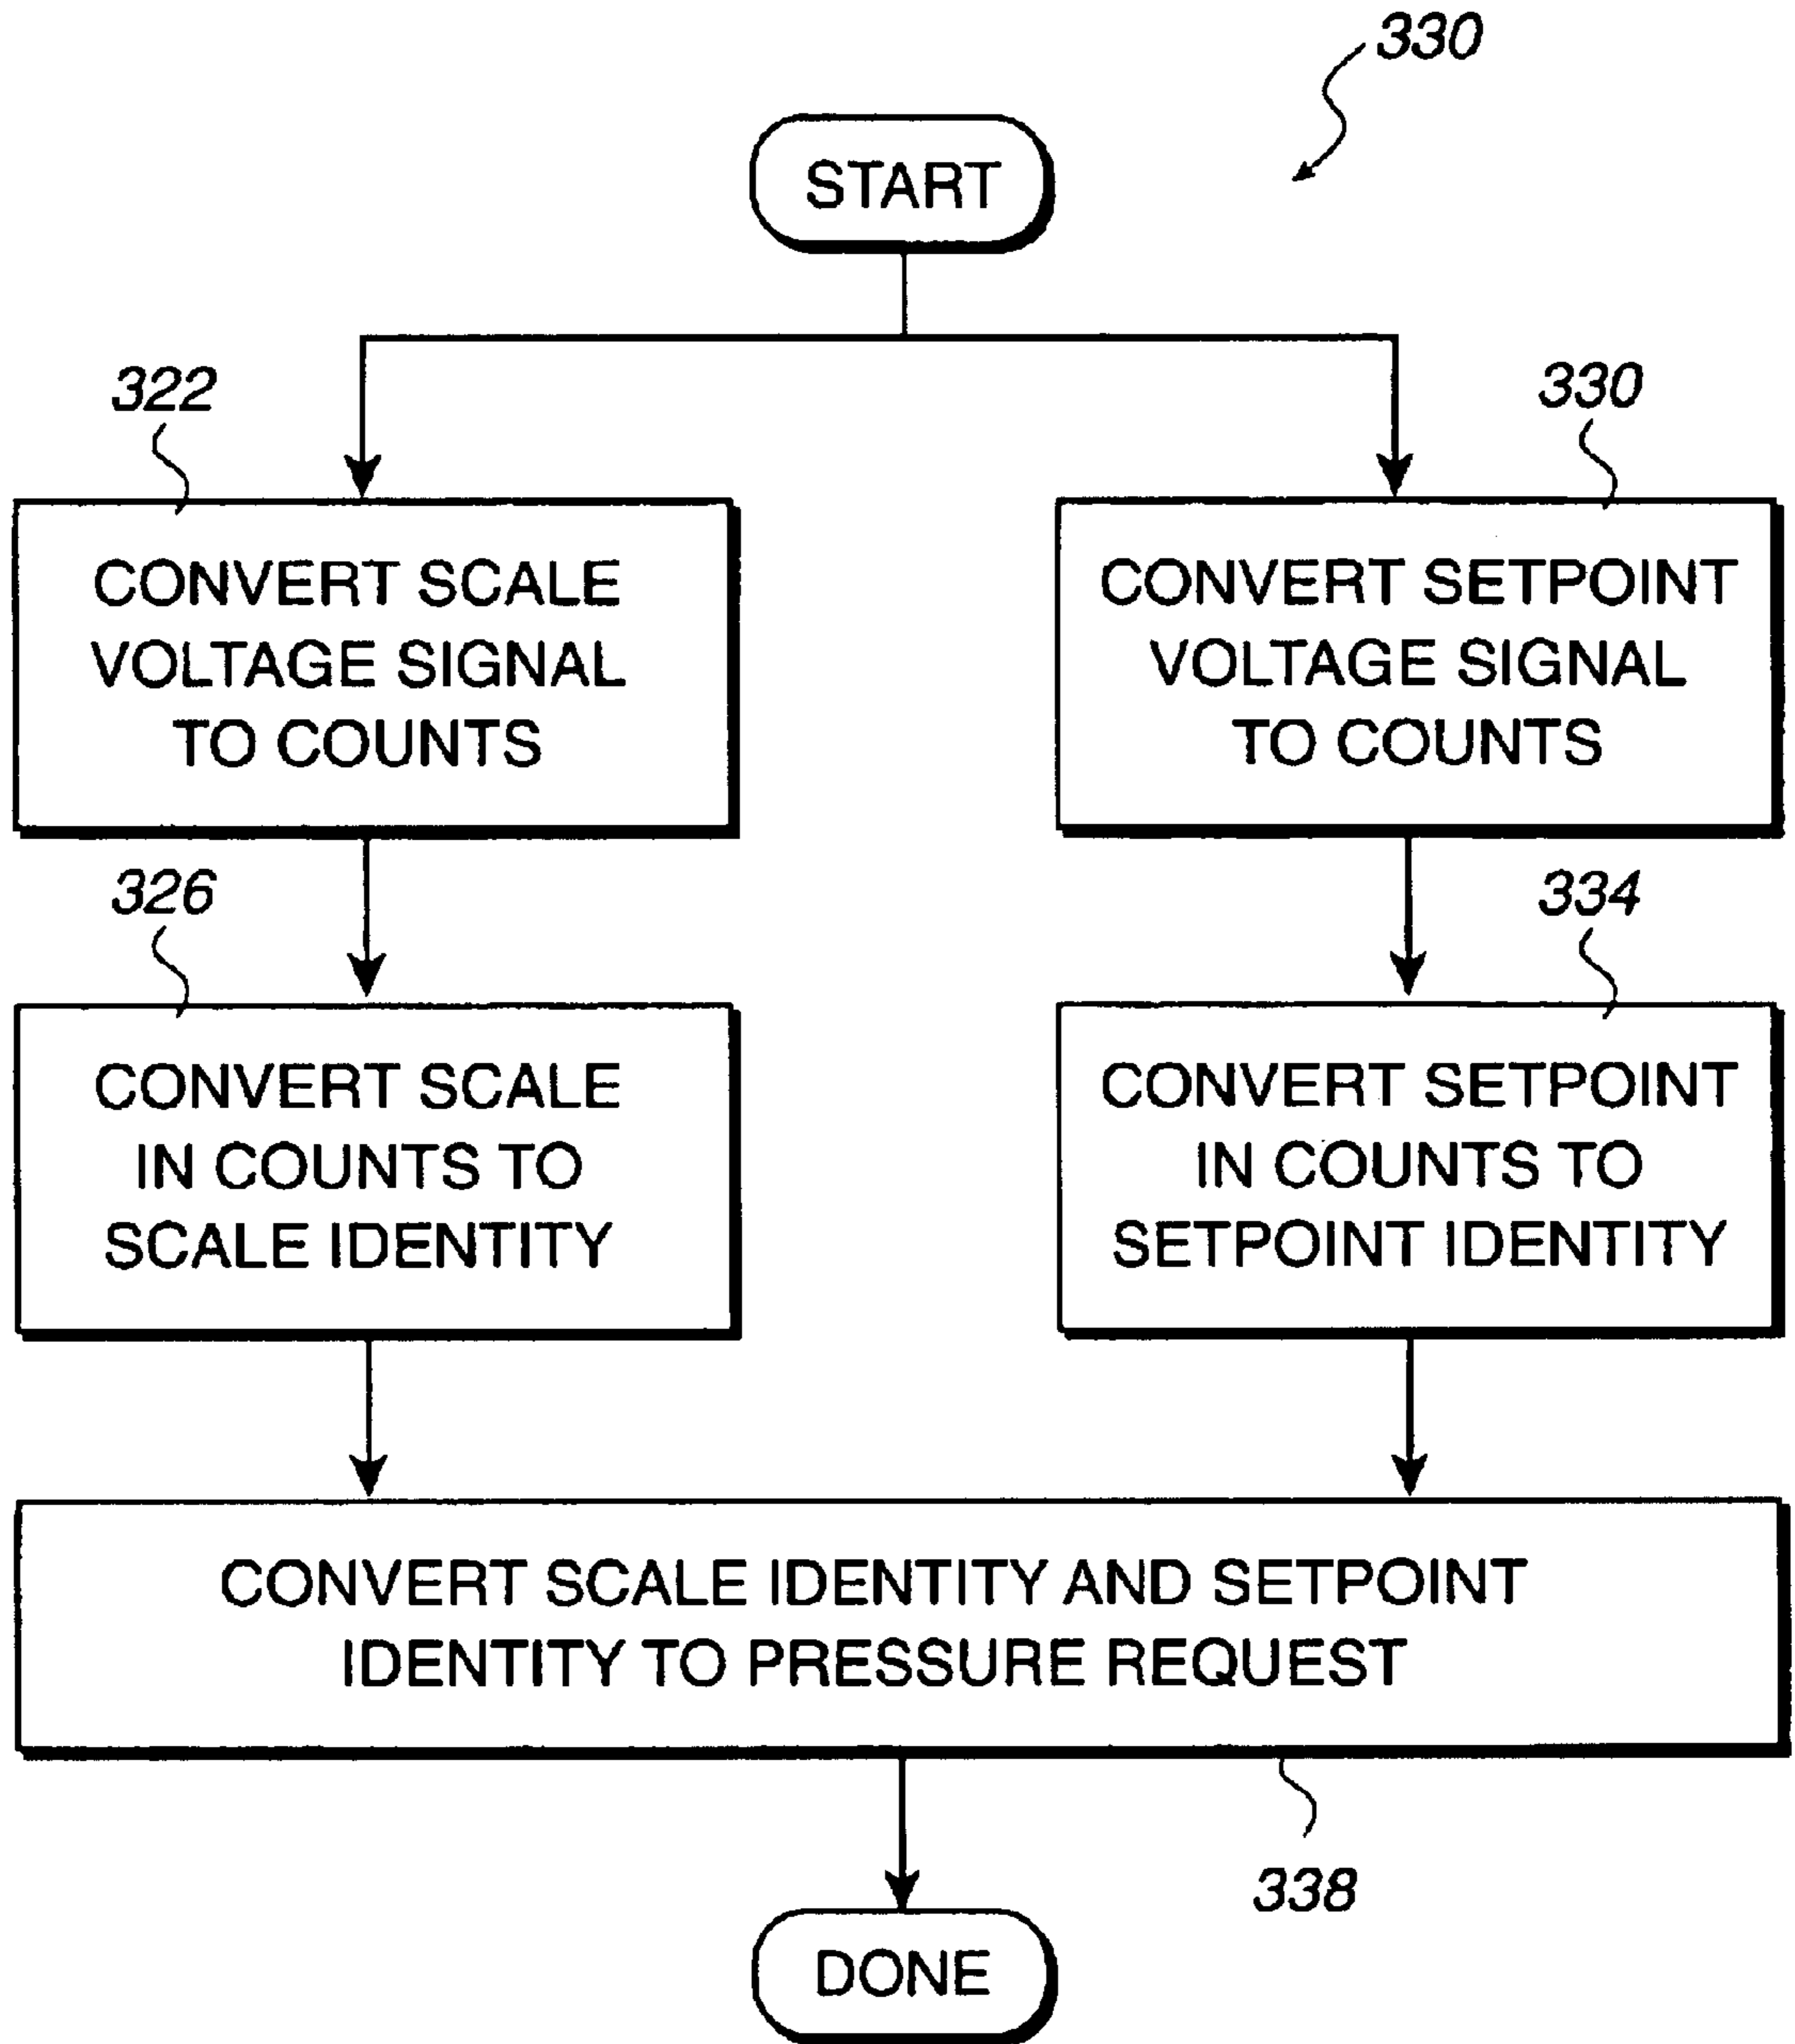 330
START
322
330
CONVERT SCALE
VOLTAGE SIGNAL
TO COUNTS
CONVERT SETPOINT
VOLTAGE SIGNAL
TO COUNTS
326
334
CONVERT SCALE
IN COUNTS TO
SCALE IDENTITY
CONVERT SETPOINT
IN COUNTS TO
SETPOINT IDENTITY
CONVERT SCALE IDENTITY AND SETPOINT
IDENTITY TO PRESSURE REQUEST
338
DONE